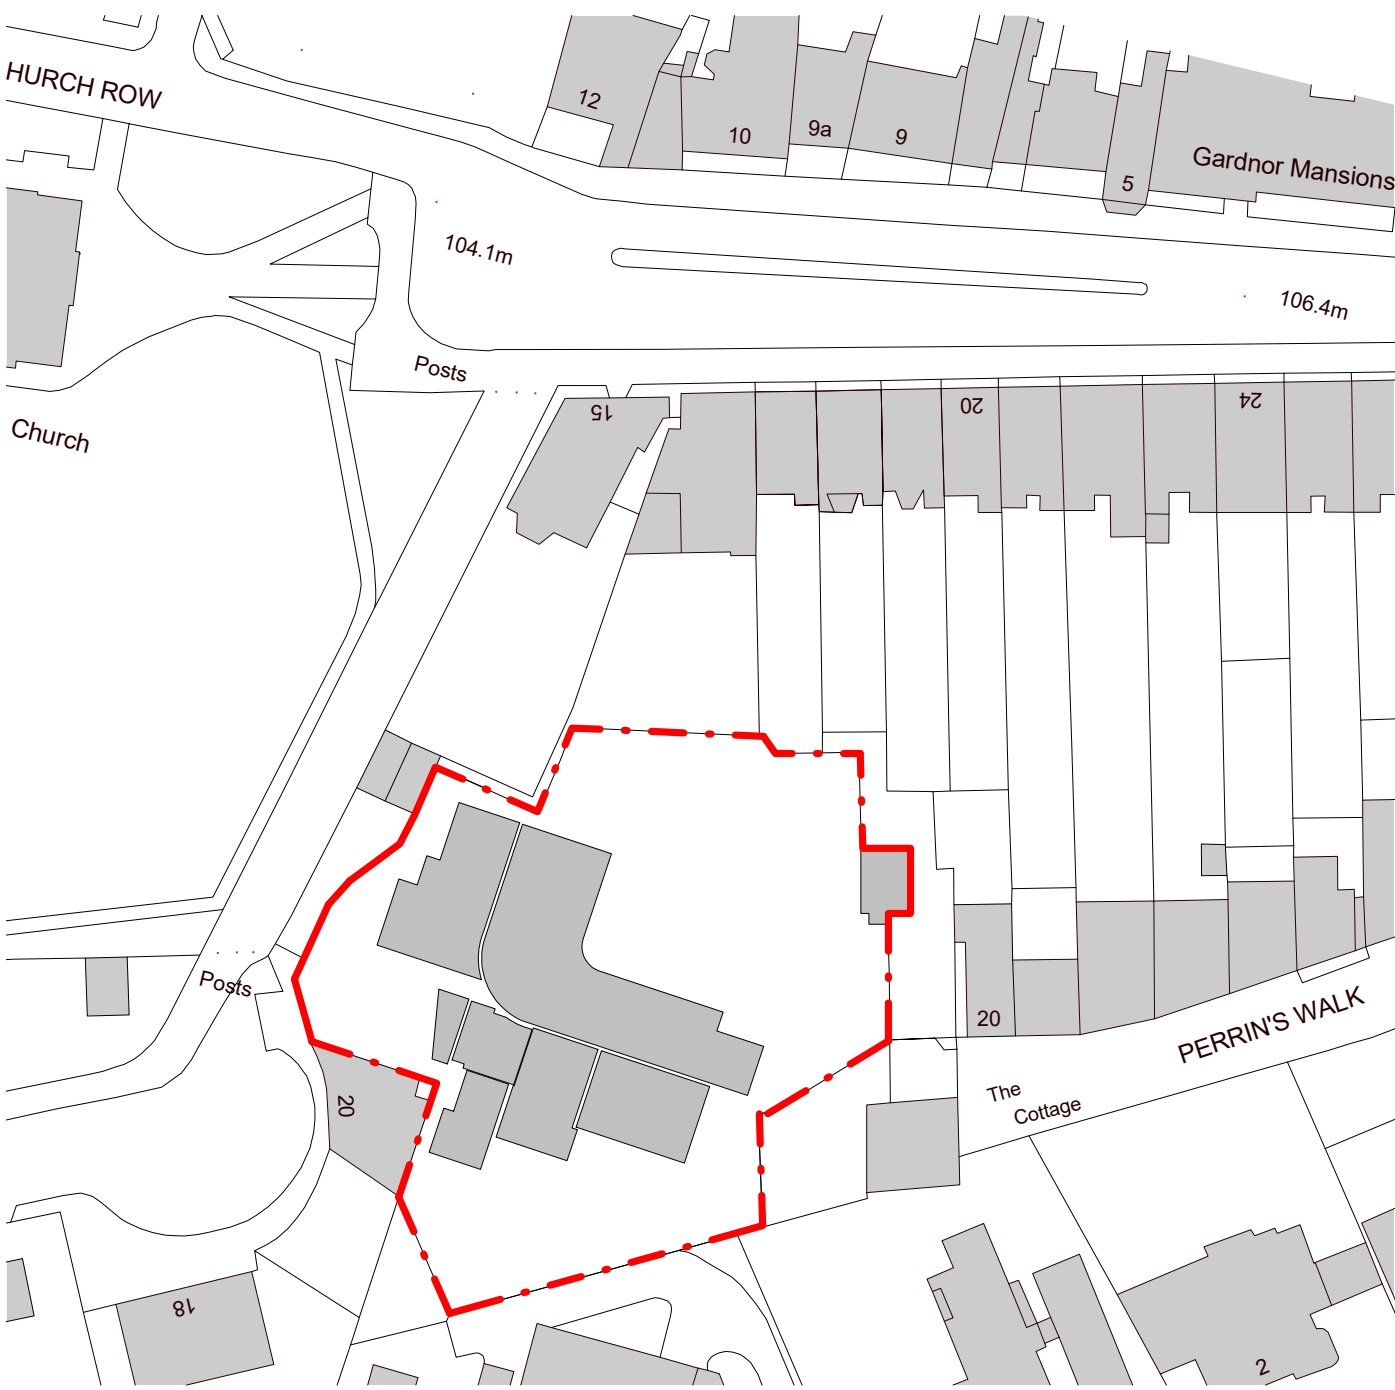 HURCH ROW
12
10
9a
9
5
Gardnor Mansions
104.1m
106.4m
Posts
15
20
24
Church
Posts
20
PERRIN'S WALK
The
Cottage
20
18
2